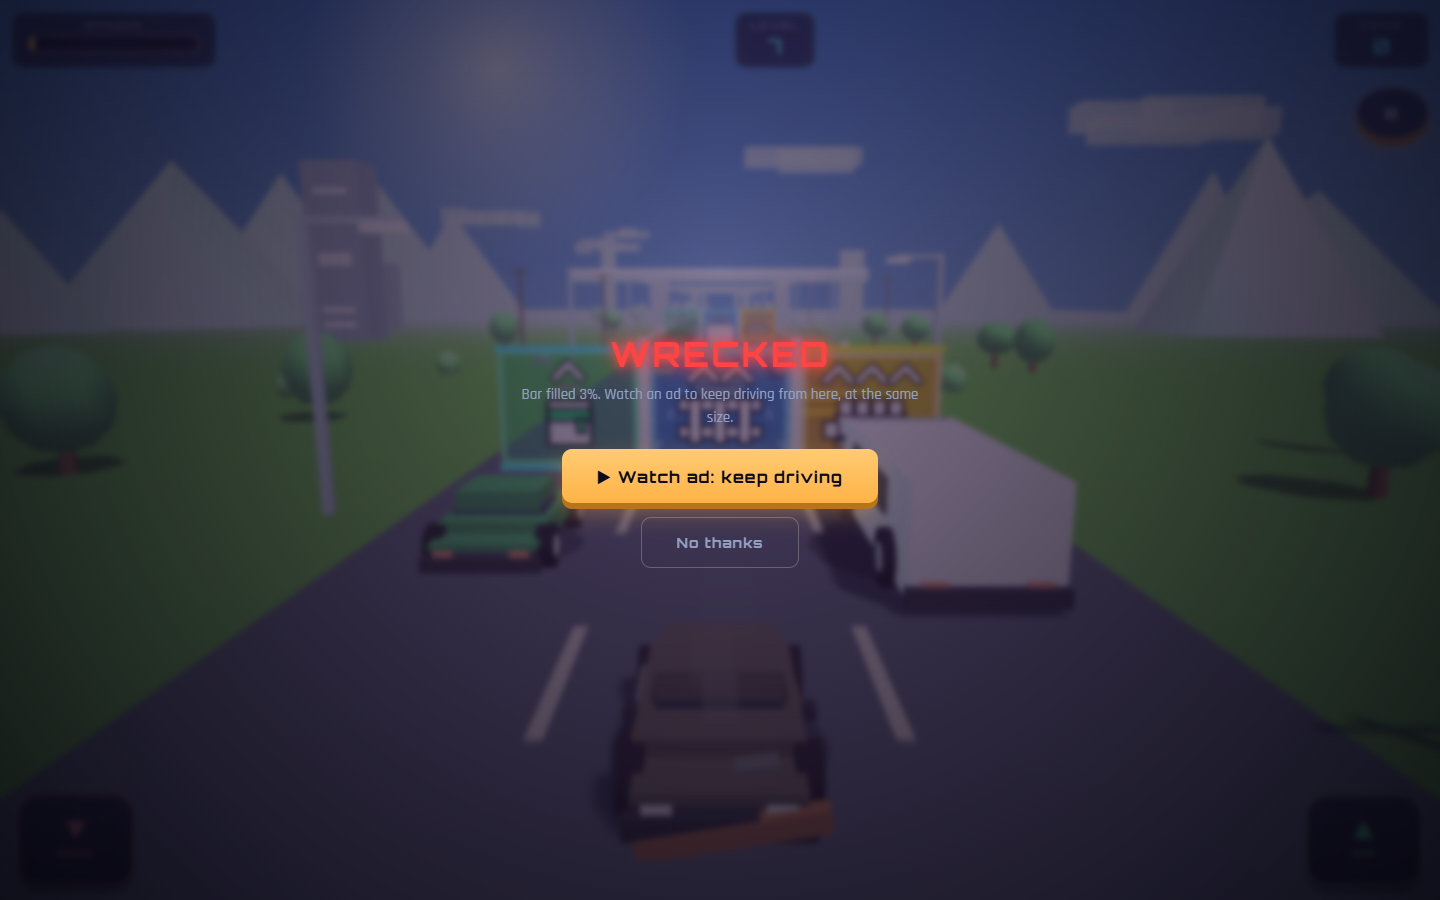 WRECKED
Bar filled 3%. Watch an ad to keep driving from here, at the same
size.
▶ Watch ad: keep driving
No thanks